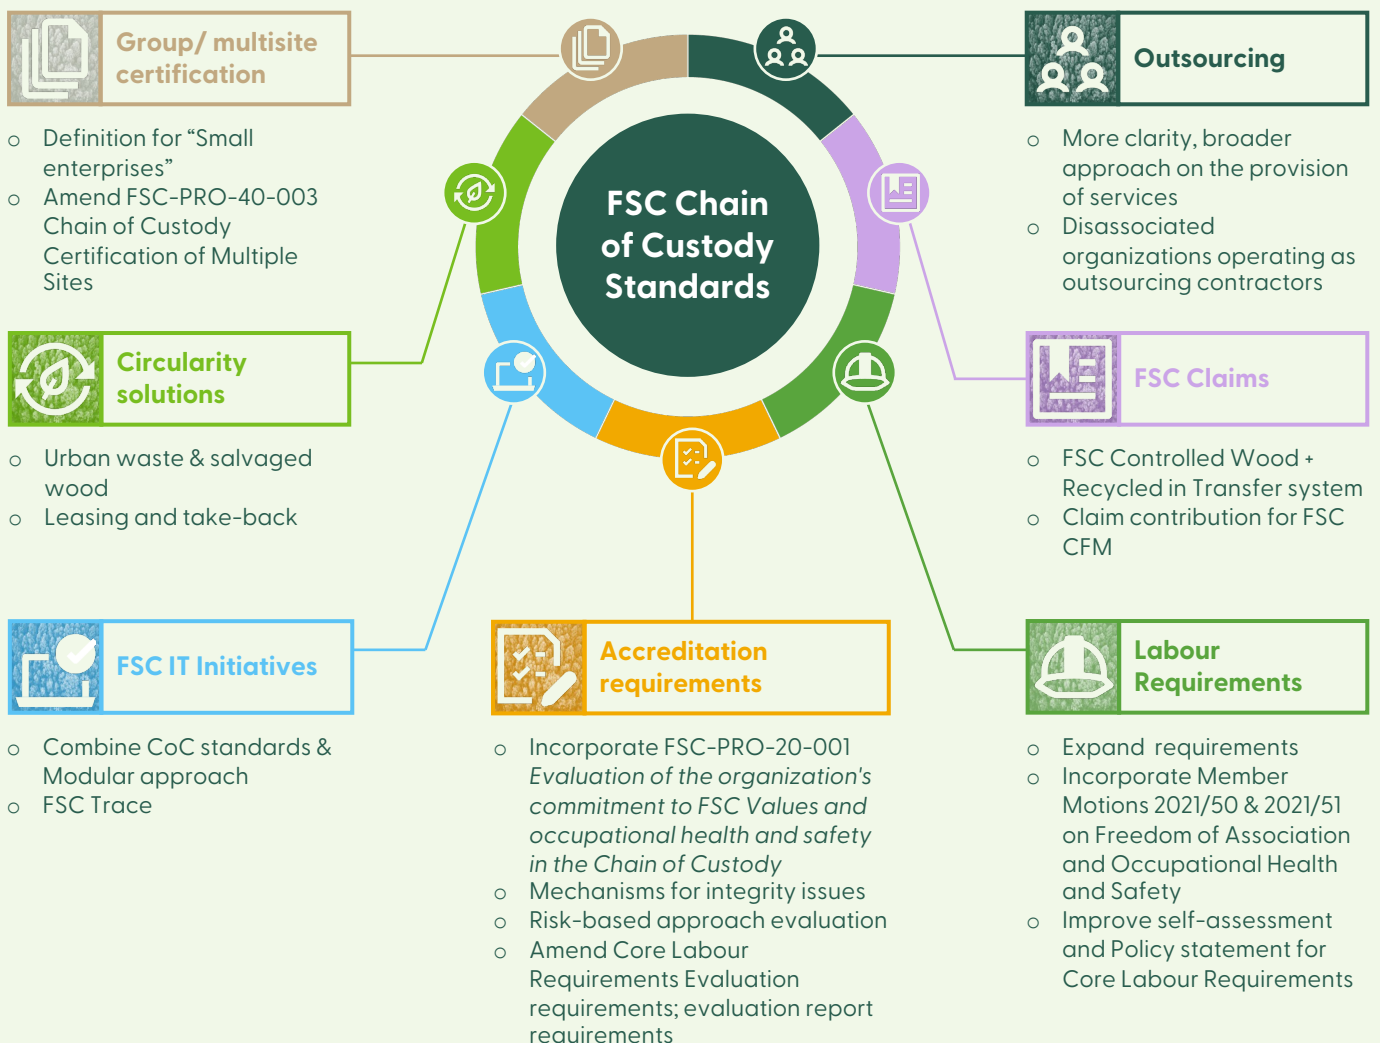 Group/ multisite
certification
Definition for “Small
enterprises”
Amend FSC-PRO-40-003
Chain of Custody
Certification of Multiple
Sites
Circularity
solutions
Urban waste & salvaged
wood
Leasing and take-back
FSC IT Initiatives
Combine CoC standards &
Modular approach
FSC Trace
FSC Chain
of Custody
Standards
Accreditation
requirements
Incorporate FSC-PRO-20-001
Evaluation of the organization's
commitment to FSC Values and
occupational health and safety
in the Chain of Custody
Mechanisms for integrity issues
Risk-based approach evaluation
Amend Core Labour
Requirements Evaluation
requirements; evaluation report
requirements
Outsourcing
More clarity, broader
approach on the provision
of services
Disassociated
organizations operating as
outsourcing contractors
FSC Claims
FSC Controlled Wood +
Recycled in Transfer system
Claim contribution for FSC
CFM
Labour
Requirements
Expand requirements
Incorporate Member
Motions 2021/50 & 2021/51
on Freedom of Association
and Occupational Health
and Safety
Improve self-assessment
and Policy statement for
Core Labour Requirements